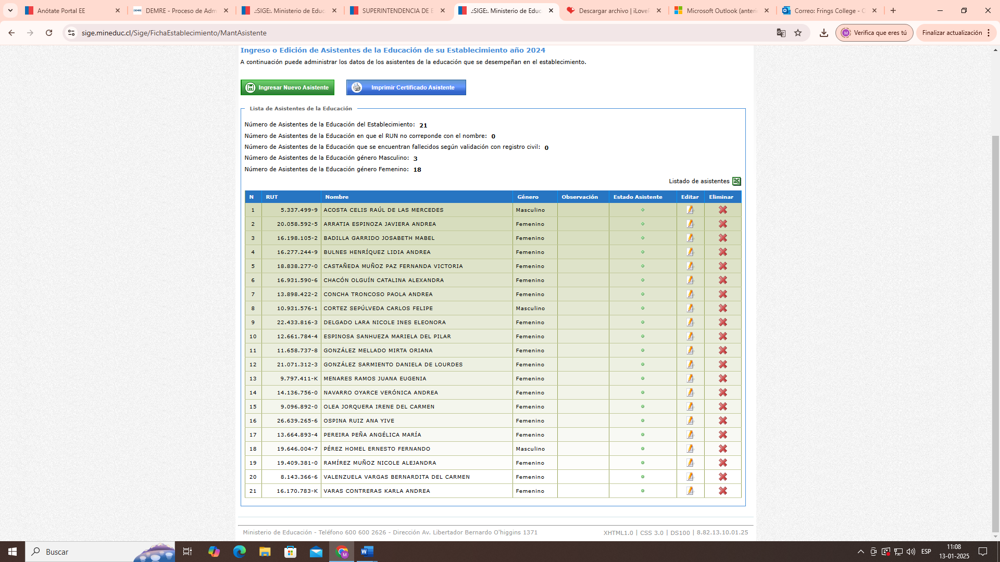 Anótate Portal EE
DEMRE - Proceso de Adm
.:SIGE:. Ministerio de Educ
SUPERINTENDENCIA DE E
.:SIGE:. Ministerio de Educ
Descargar archivo | iLoveP
Microsoft Outlook (anteri
Correo: Frings College - C
sige.mineduc.cl/Sige/FichaEstablecimiento/MantAsistente
Verifica que eres tú
Finalizar actualización
Ingreso o Edición de Asistentes de la Educación de su Establecimiento año 2024
A continuación puede administrar los datos de los asistentes de la educación que se desempeñan en el establecimiento.
Ingresar Nuevo Asistente
Imprimir Certificado Asistente
Lista de Asistentes de la Educación
Número de Asistentes de la Educación del Establecimiento: 21
Número de Asistentes de la Educación en que el RUN no correponde con el nombre: 0
Número de Asistentes de la Educación que se encuentran fallecidos según validación con registro civil: 0
Número de Asistentes de la Educación género Masculino: 3
Número de Asistentes de la Educación género Femenino: 18
Listado de asistentes
N RUT Nombre Género Observación Estado Asistente Editar Eliminar
1 5.337.499-9 ACOSTA CELIS RAÚL DE LAS MERCEDES Masculino
2 20.058.592-5 ARRATIA ESPINOZA JAVIERA ANDREA Femenino
3 16.198.105-2 BADILLA GARRIDO JOSABETH MABEL Femenino
4 16.277.244-9 BULNES HENRÍQUEZ LIDIA ANDREA Femenino
5 18.838.277-0 CASTAÑEDA MUÑOZ PAZ FERNANDA VICTORIA Femenino
6 16.931.590-6 CHACÓN OLGUÍN CATALINA ALEXANDRA Femenino
7 13.898.422-2 CONCHA TRONCOSO PAOLA ANDREA Femenino
8 10.931.576-1 CORTEZ SEPÚLVEDA CARLOS FELIPE Masculino
9 22.433.816-3 DELGADO LARA NICOLE INES ELEONORA Femenino
10 12.661.784-4 ESPINOSA SANHUEZA MARIELA DEL PILAR Femenino
11 11.658.737-8 GONZÁLEZ MELLADO MIRTA ORIANA Femenino
12 21.071.312-3 GONZÁLEZ SARMIENTO DANIELA DE LOURDES Femenino
13 9.797.411-K MENARES RAMOS JUANA EUGENIA Femenino
14 14.136.756-0 NAVARRO OYARCE VERÓNICA ANDREA Femenino
15 9.096.892-0 OLEA JORQUERA IRENE DEL CARMEN Femenino
16 26.639.265-6 OSPINA RUIZ ANA YIVE Femenino
17 13.664.893-4 PEREIRA PEÑA ANGÉLICA MARÍA Femenino
18 19.646.004-7 PÉREZ HOMEL ERNESTO FERNANDO Masculino
19 19.409.381-0 RAMÍREZ MUÑOZ NICOLE ALEJANDRA Femenino
20 8.143.366-6 VALENZUELA VARGAS BERNARDITA DEL CARMEN Femenino
21 16.170.783-K VARAS CONTRERAS KARLA ANDREA Femenino
Ministerio de Educación - Teléfono 600 600 2626 - Dirección Av. Libertador Bernardo O'higgins 1371
XHTML1.0 | CSS 3.0 | DS100 | 8.82.13.10.01.25
Buscar
ESP
11:08
13-01-2025